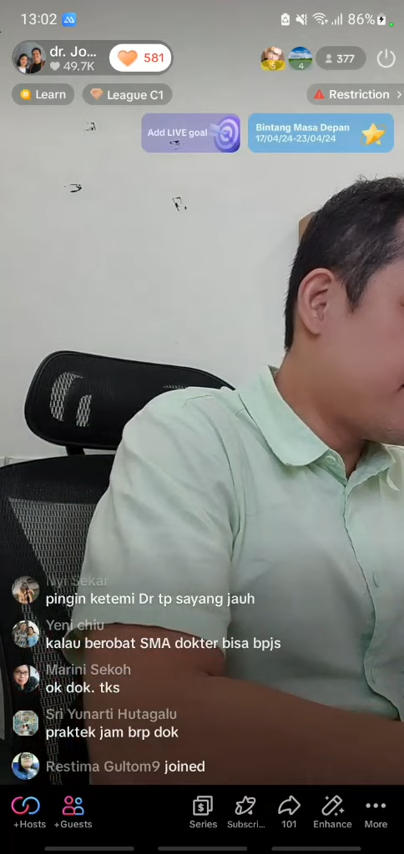 13:02
86%
dr. Jo...
49.7K
581
5
4
377
Learn
League C1
Restriction
Add LIVE goal
Bintang Masa Depan
17/04/24-23/04/24
Nyi Sekar
pingin ketemi Dr tp sayang jauh
Yeni chiu
kalau berobat SMA dokter bisa bpjs
Marini Sekoh
ok dok. tks
Sri Yunarti Hutagalu
praktek jam brp dok
Restima Gultom9 joined
+Hosts
+Guests
Series
Subscri...
101
Enhance
More